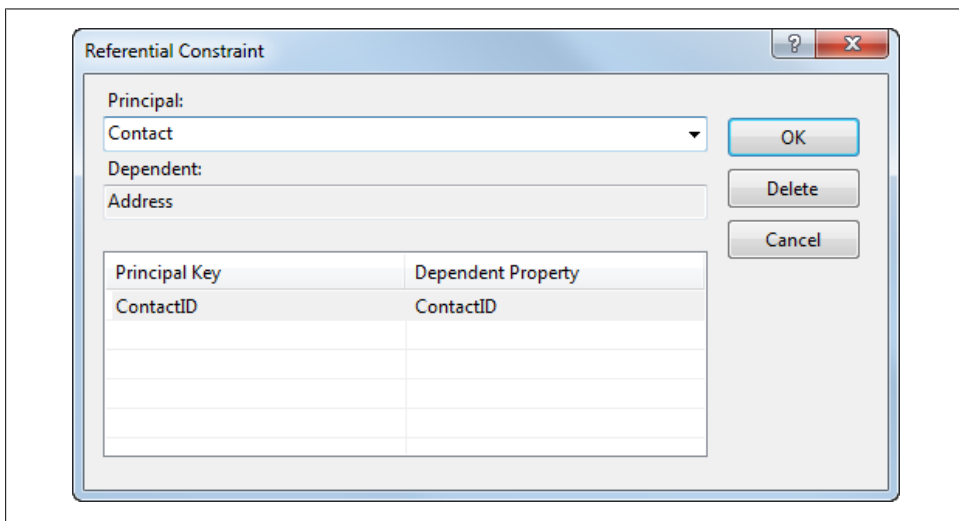 Referential Constraint
Principal:
Contact
OK
Dependent:
Address
Delete
Cancel
Principal Key Dependent Property
ContactID ContactID